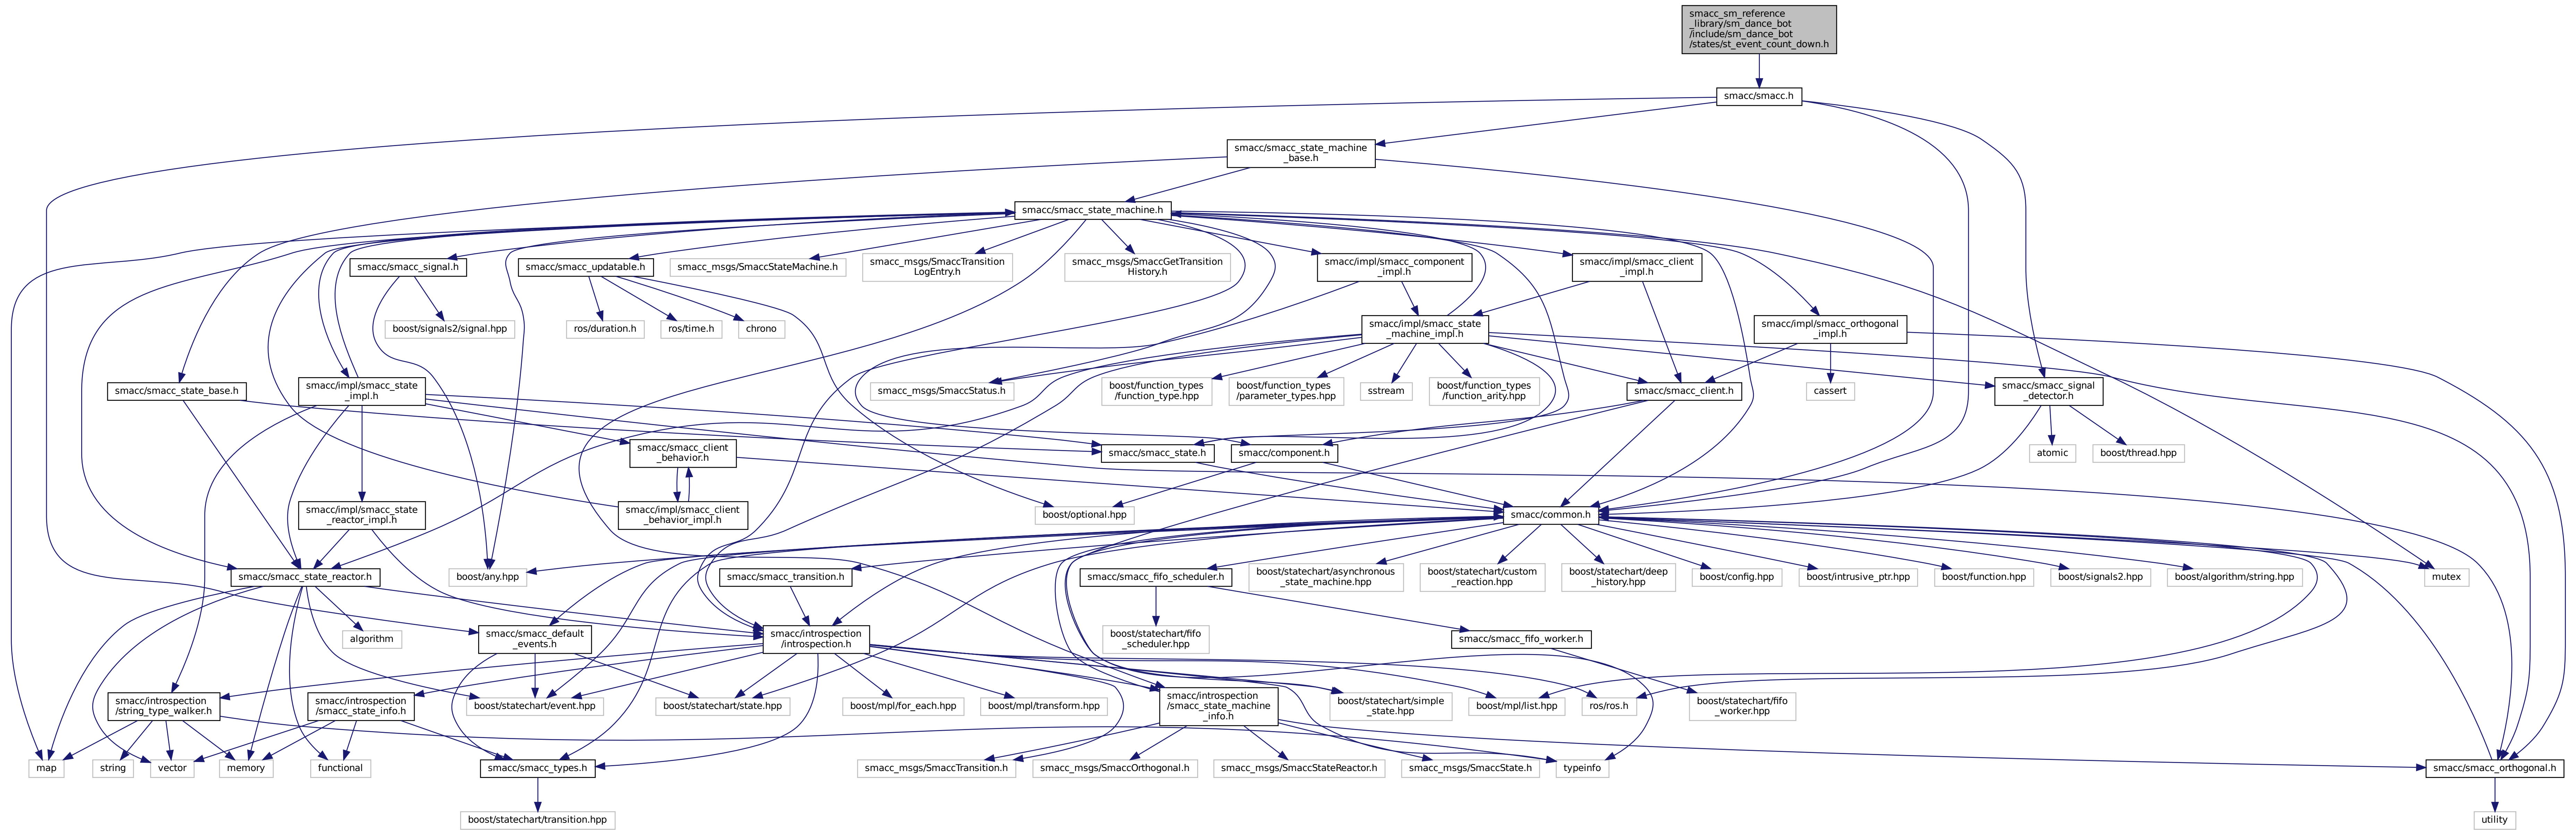 smacc_sm_reference
_library/sm_dance_bot
/include/sm_dance_bot
/states/st_event_count_down.h
smacc/smacc.h
smacc/smacc_state_machine
_base.h
smacc/smacc_state_machine.h
smacc/smacc_signal.h
smacc/smacc_updatable.h
smacc_msgs/SmaccStateMachine.h
smacc_msgs/SmaccTransition
LogEntry.h
smacc_msgs/SmaccGetTransition
History.h
smacc/impl/smacc_component
_impl.h
smacc/impl/smacc_client
_impl.h
boost/signals2/signal.hpp
ros/duration.h
ros/time.h
chrono
smacc/impl/smacc_state
_machine_impl.h
smacc/impl/smacc_orthogonal
_impl.h
smacc/smacc_state_base.h
smacc/impl/smacc_state
_impl.h
smacc_msgs/SmaccStatus.h
boost/function_types
/function_type.hpp
boost/function_types
/parameter_types.hpp
sstream
boost/function_types
/function_arity.hpp
smacc/smacc_client.h
cassert
smacc/smacc_signal
_detector.h
smacc/smacc_client
_behavior.h
smacc/smacc_state.h
smacc/component.h
atomic
boost/thread.hpp
smacc/impl/smacc_state
_reactor_impl.h
smacc/impl/smacc_client
_behavior_impl.h
boost/optional.hpp
smacc/common.h
smacc/smacc_state_reactor.h
boost/any.hpp
smacc/smacc_transition.h
smacc/smacc_fifo_scheduler.h
boost/statechart/asynchronous
_state_machine.hpp
boost/statechart/custom
_reaction.hpp
boost/statechart/deep
_history.hpp
boost/config.hpp
boost/intrusive_ptr.hpp
boost/function.hpp
boost/signals2.hpp
boost/algorithm/string.hpp
mutex
algorithm
smacc/smacc_default
_events.h
smacc/introspection
/introspection.h
boost/statechart/fifo
_scheduler.hpp
smacc/smacc_fifo_worker.h
smacc/introspection
/string_type_walker.h
smacc/introspection
/smacc_state_info.h
boost/statechart/event.hpp
boost/statechart/state.hpp
boost/mpl/for_each.hpp
boost/mpl/transform.hpp
smacc/introspection
/smacc_state_machine
_info.h
boost/statechart/simple
_state.hpp
boost/mpl/list.hpp
ros/ros.h
boost/statechart/fifo
_worker.hpp
map
string
vector
memory
functional
smacc/smacc_types.h
smacc_msgs/SmaccTransition.h
smacc_msgs/SmaccOrthogonal.h
smacc_msgs/SmaccStateReactor.h
smacc_msgs/SmaccState.h
typeinfo
smacc/smacc_orthogonal.h
boost/statechart/transition.hpp
utility